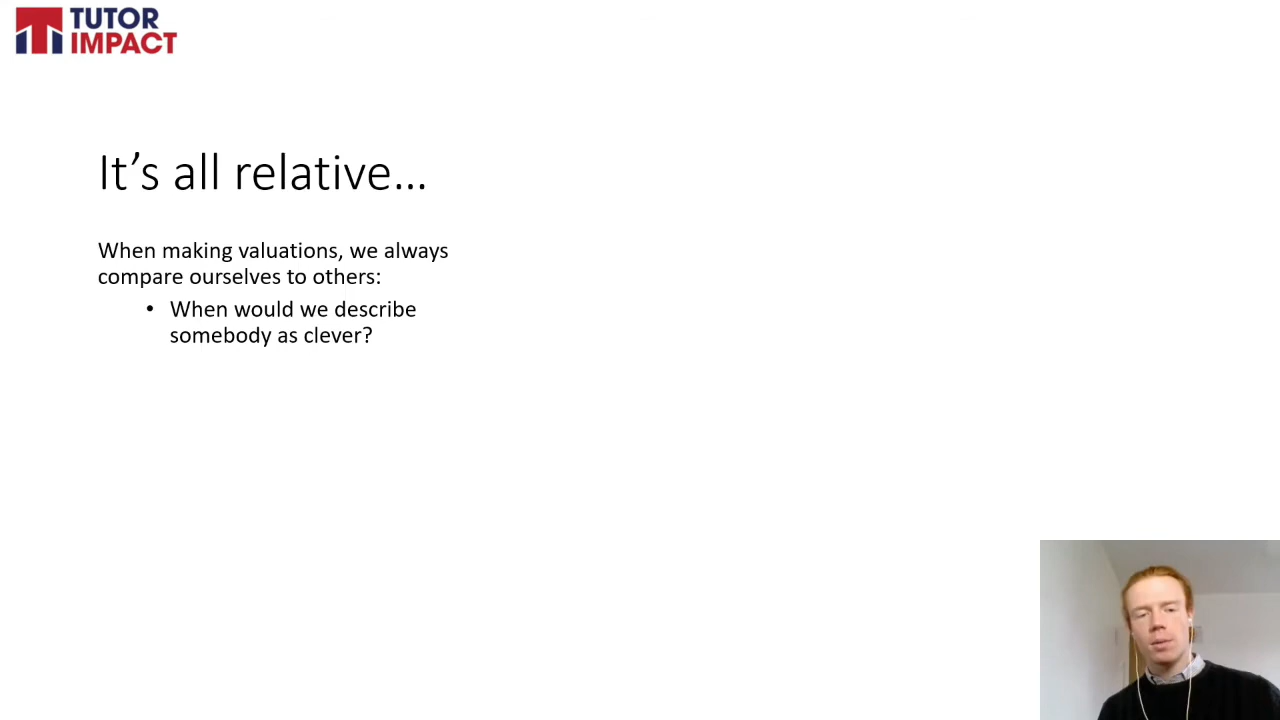 TUTOR
IMPACT
It’s all relative…
When making valuations, we always
compare ourselves to others:
• When would we describe
somebody as clever?